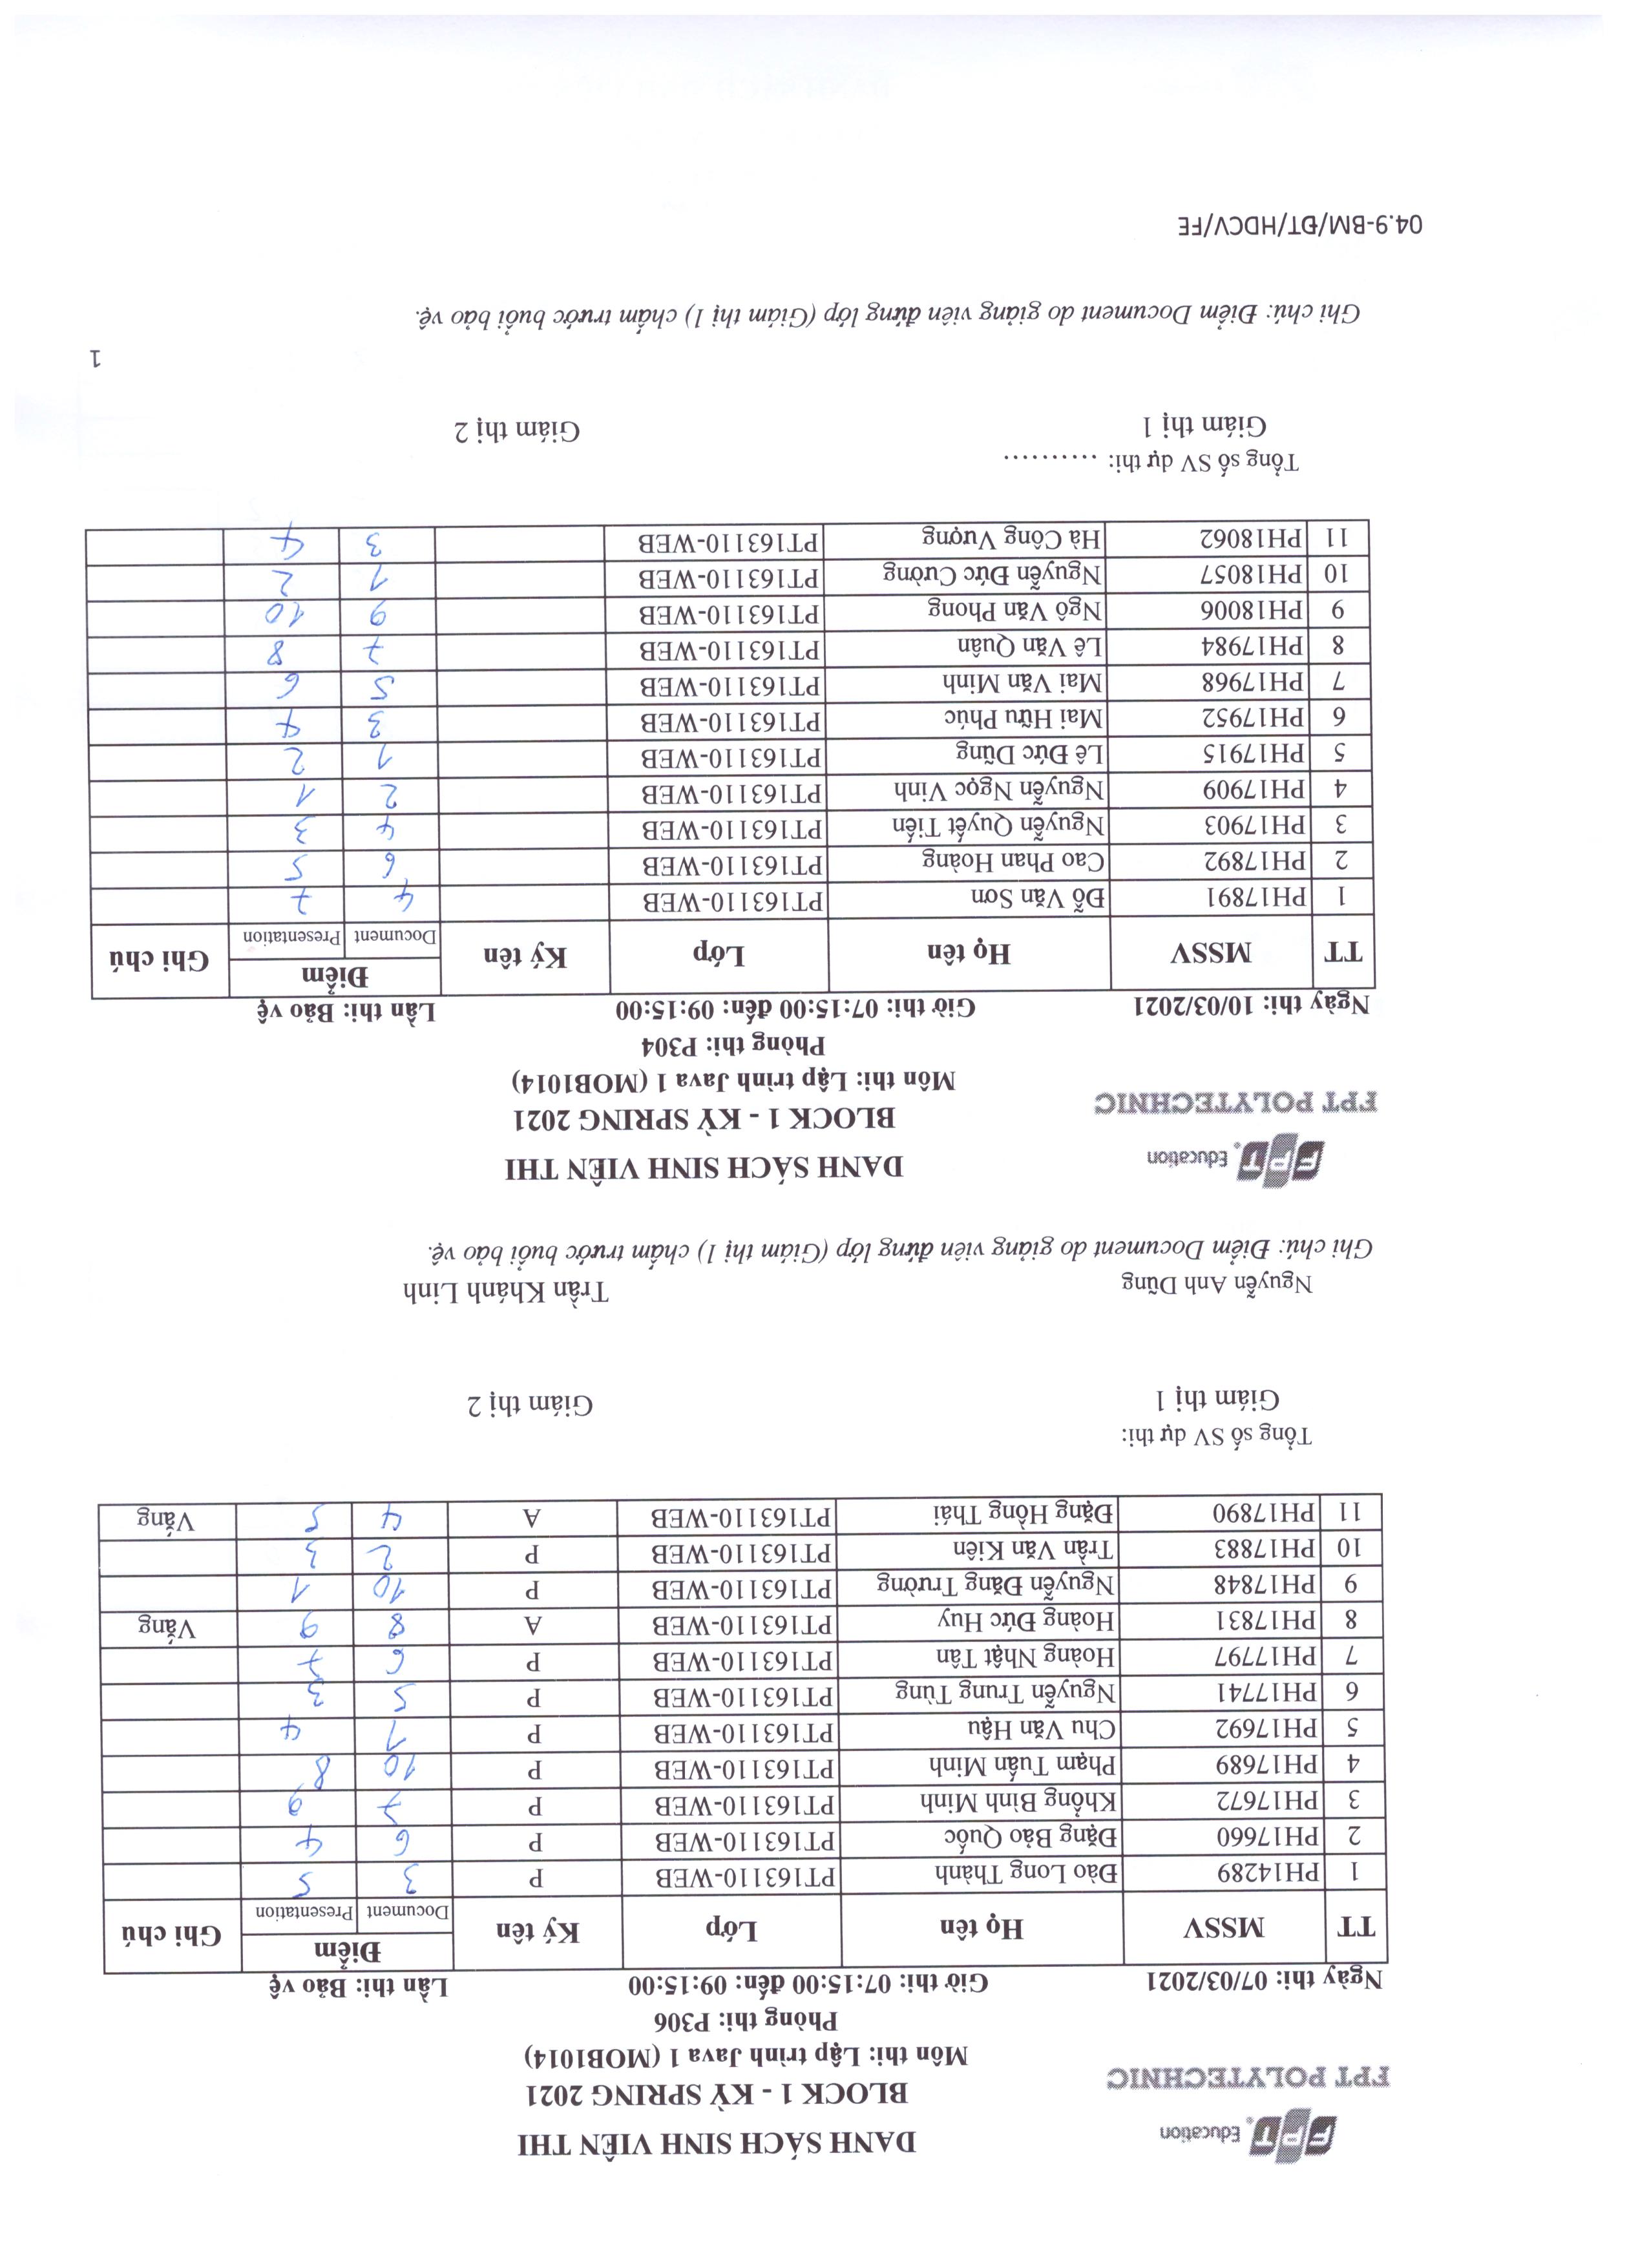 FPT Education
FPT POLYTECHNIC
DANH SÁCH SINH VIÊN THI
BLOCK 1 - KỲ SPRING 2021
Môn thi: Lập trình Java 1 (MOB1014)
Phòng thi: P306
Ngày thi: 07/03/2021 Giờ thi: 07:15:00 đến: 09:15:00 Lần thi: Bảo vệ
TT MSSV Họ tên Lớp Ký tên Điểm Ghi chú
Document Presentation
1 PH14289 Đào Long Thành PT163110-WEB P 3 5
2 PH17660 Đặng Bảo Quốc PT163110-WEB P 6 4
3 PH17672 Khổng Bình Minh PT163110-WEB P 7 9
4 PH17689 Phạm Tuấn Minh PT163110-WEB P 10 8
5 PH17692 Chu Văn Hậu PT163110-WEB P 1 4
6 PH17741 Nguyễn Trung Tùng PT163110-WEB P 5 3
7 PH17797 Hoàng Nhật Tân PT163110-WEB P 6 7
8 PH17831 Hoàng Đức Huy PT163110-WEB A 8 9 Vắng
9 PH17848 Nguyễn Đăng Trường PT163110-WEB P 10 1
10 PH17883 Trần Văn Kiên PT163110-WEB P 2 3
11 PH17890 Đặng Hồng Thái PT163110-WEB A 4 5 Vắng
Tổng số SV dự thi:
Giám thị 1 Giám thị 2
Nguyễn Anh Dũng Trần Khánh Linh
Ghi chú: Điểm Document do giảng viên đứng lớp (Giám thị 1) chấm trước buổi bảo vệ.
FPT Education
FPT POLYTECHNIC
DANH SÁCH SINH VIÊN THI
BLOCK 1 - KỲ SPRING 2021
Môn thi: Lập trình Java 1 (MOB1014)
Phòng thi: P304
Ngày thi: 10/03/2021 Giờ thi: 07:15:00 đến: 09:15:00 Lần thi: Bảo vệ
TT MSSV Họ tên Lớp Ký tên Điểm Ghi chú
Document Presentation
1 PH17891 Đỗ Văn Sơn PT163110-WEB 4 7
2 PH17892 Cao Phan Hoàng PT163110-WEB 6 5
3 PH17903 Nguyễn Quyết Tiến PT163110-WEB 4 3
4 PH17909 Nguyễn Ngọc Vinh PT163110-WEB 2 1
5 PH17915 Lê Đức Dũng PT163110-WEB 1 2
6 PH17952 Mai Hữu Phúc PT163110-WEB 3 4
7 PH17968 Mai Văn Minh PT163110-WEB 5 6
8 PH17984 Lê Văn Quân PT163110-WEB 7 8
9 PH18006 Ngô Văn Phong PT163110-WEB 9 10
10 PH18057 Nguyễn Đức Cường PT163110-WEB 1 2
11 PH18062 Hà Công Vượng PT163110-WEB 3 4
Tổng số SV dự thi: ..........
Giám thị 1 Giám thị 2
1
Ghi chú: Điểm Document do giảng viên đứng lớp (Giám thị 1) chấm trước buổi bảo vệ.
04.9-BM/ĐT/HDCV/FE